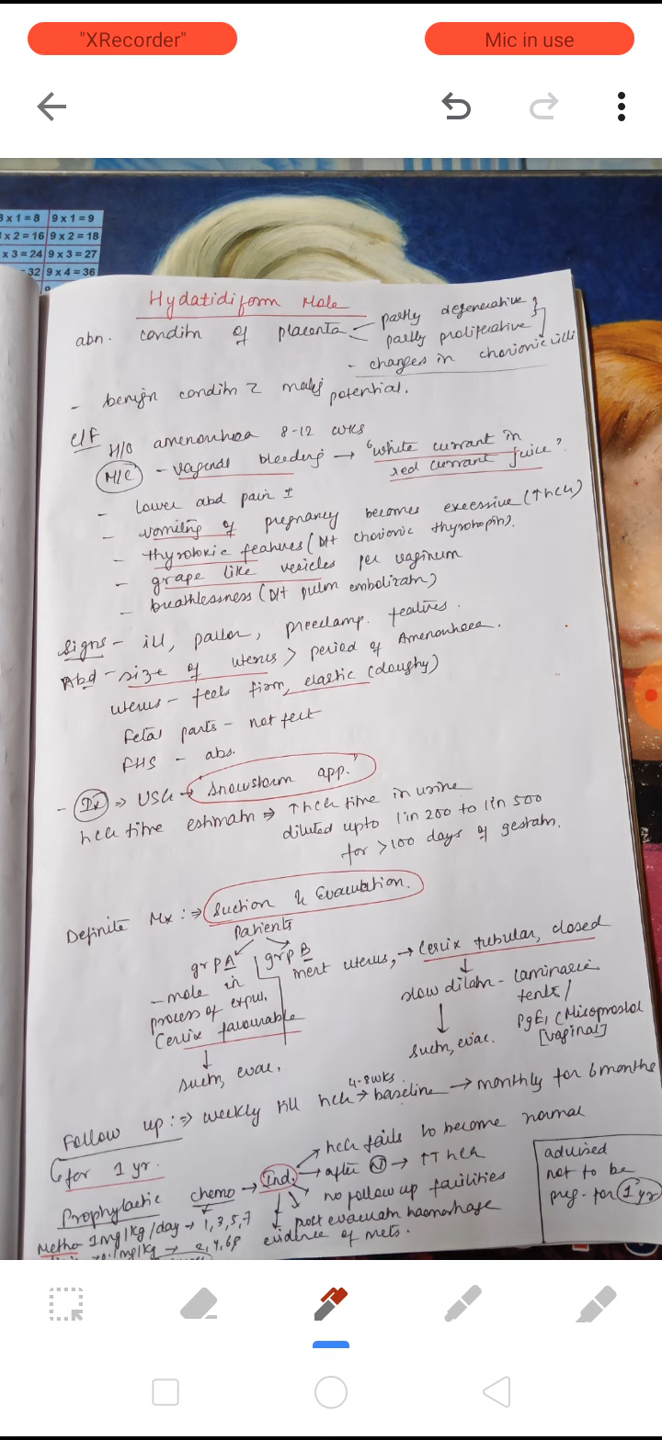 "XRecorder"
Mic in use
3 x 1 = 8 9 x 1 = 9
x 2 = 16 9 x 2 = 18
x 3 = 24 9 x 3 = 27
32 9 x 4 = 36
Hydatidiform Mole
abn. conditn of placenta partly degenerative
partly proliferative
- changes in chorionic villi
- benign conditn potential.
C/F H/O amenorrhoea 8-12 wks
M/C - vaginal bleeding → "white currant in
red currant juice".
- lower abd pain ±
- vomiting of pregnancy becomes excessive (↑hCG)
- thyrotoxic features (D/t chorionic thyrotropin).
- grape like vesicles per vaginum
- breathlessness (D/t pulm embolizatn)
Signs - ill, pallor, preeclamp. features.
Abd - size of uterus > period of Amenorrhoea.
uterus - feels firm, elastic (doughy)
Fetal parts - not felt
FHS - abs.
- Ix ⇒ USG → "Snowstorm app."
hCG titre estimatn ⇒ ↑hCG titre in urine
diluted upto 1 in 200 to 1 in 500
for >100 days of gestatn.
Definite Mx :⇒ Suction & Evacuation.
Patients
grp A grp B
- mole in process of expul. inert uterus, → Cervix tubular, closed
Cervix favourable slow dilatn - Laminaria tents /
PgE1 (Misoprostol [vaginal])
suctn, evac. suctn, evac.
Follow up :⇒ weekly till hCG → baseline → monthly for 6 months
4-8 wks
for 1 yr.
Prophylactic chemo → Ind. → hCG fails to become normal
→ after N → ↑↑ hCG
no follow up facilities
post evacuatn haemorrhage
evidence of mets.
Metho 1mg/kg/day → 1,3,5,7
mg/kg → 2,4,6,8
advised
not to be
preg. for 1 yr